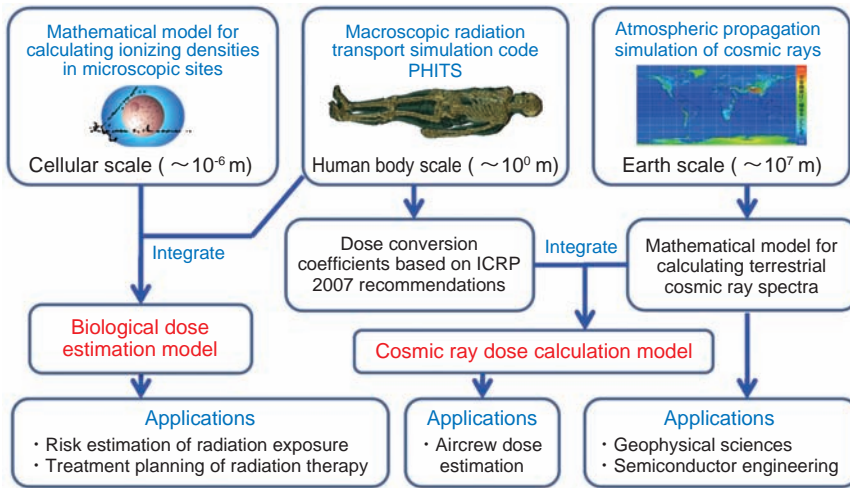 Mathematical model for
calculating ionizing densities
in microscopic sites
Cellular scale ( ～10-6 m)
Macroscopic radiation
transport simulation code
PHITS
Human body scale ( ～10⁰ m)
Atmospheric propagation
simulation of cosmic rays
Earth scale ( ～10⁷ m)
Integrate
Dose conversion
coefficients based on ICRP
2007 recommendations
Integrate
Mathematical model for
calculating terrestrial
cosmic ray spectra
Biological dose
estimation model
Cosmic ray dose calculation model
Applications
・Risk estimation of radiation exposure
・Treatment planning of radiation therapy
Applications
・Aircrew dose
estimation
Applications
・Geophysical sciences
・Semiconductor engineering